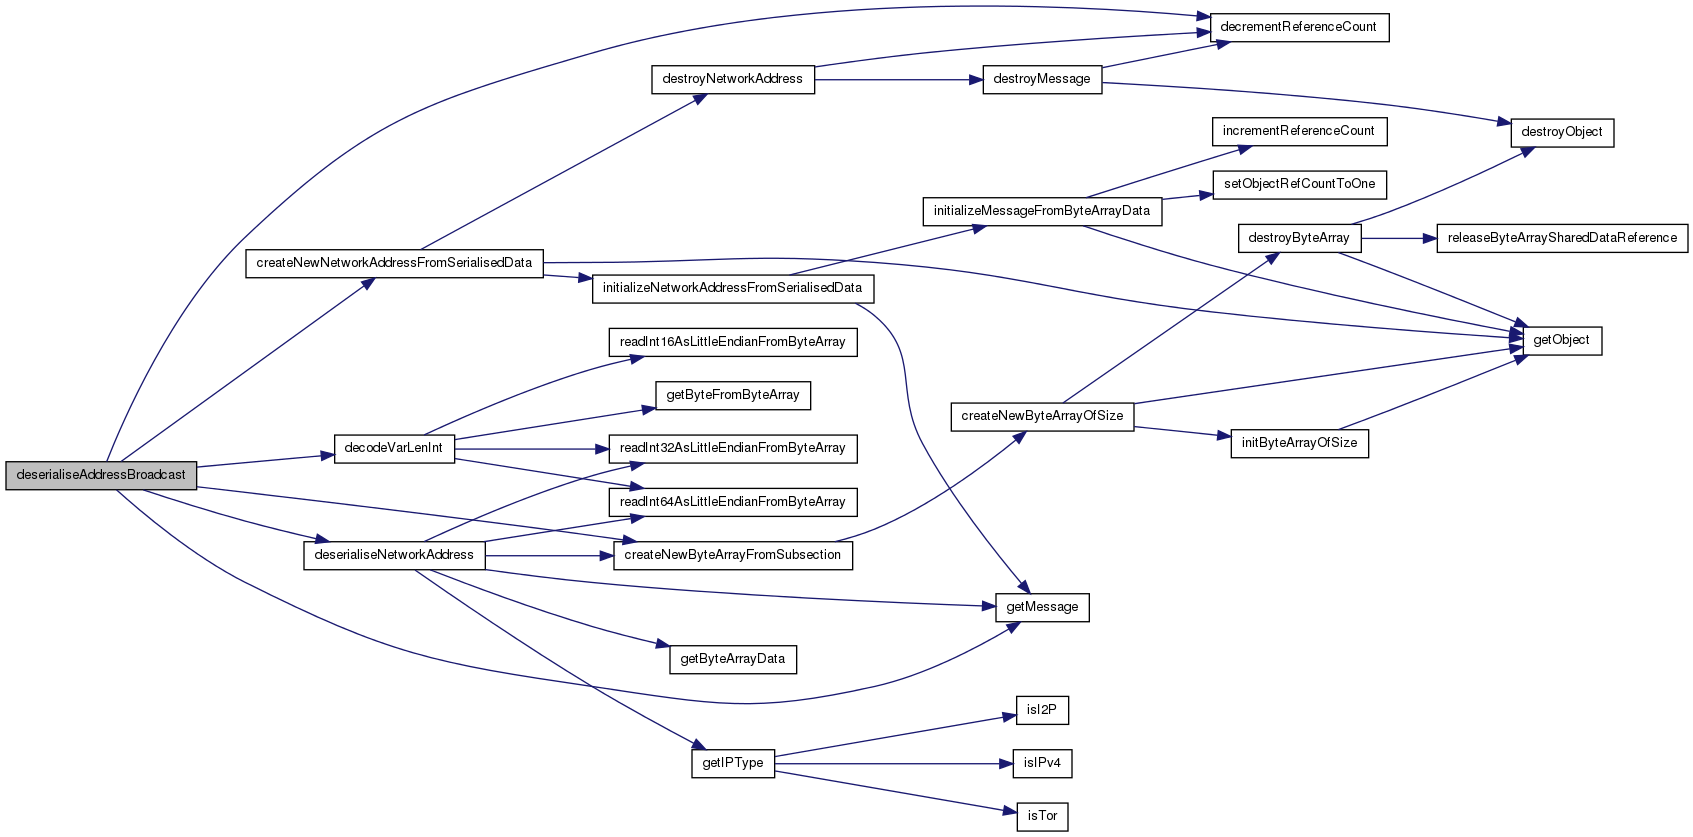 decrementReferenceCount
destroyNetworkAddress
destroyMessage
incrementReferenceCount
destroyObject
setObjectRefCountToOne
initializeMessageFromByteArrayData
destroyByteArray
releaseByteArraySharedDataReference
createNewNetworkAddressFromSerialisedData
initializeNetworkAddressFromSerialisedData
readInt16AsLittleEndianFromByteArray
getObject
getByteFromByteArray
createNewByteArrayOfSize
initByteArrayOfSize
decodeVarLenInt
readInt32AsLittleEndianFromByteArray
deserialiseAddressBroadcast
readInt64AsLittleEndianFromByteArray
deserialiseNetworkAddress
createNewByteArrayFromSubsection
getMessage
getByteArrayData
isI2P
getIPType
isIPv4
isTor